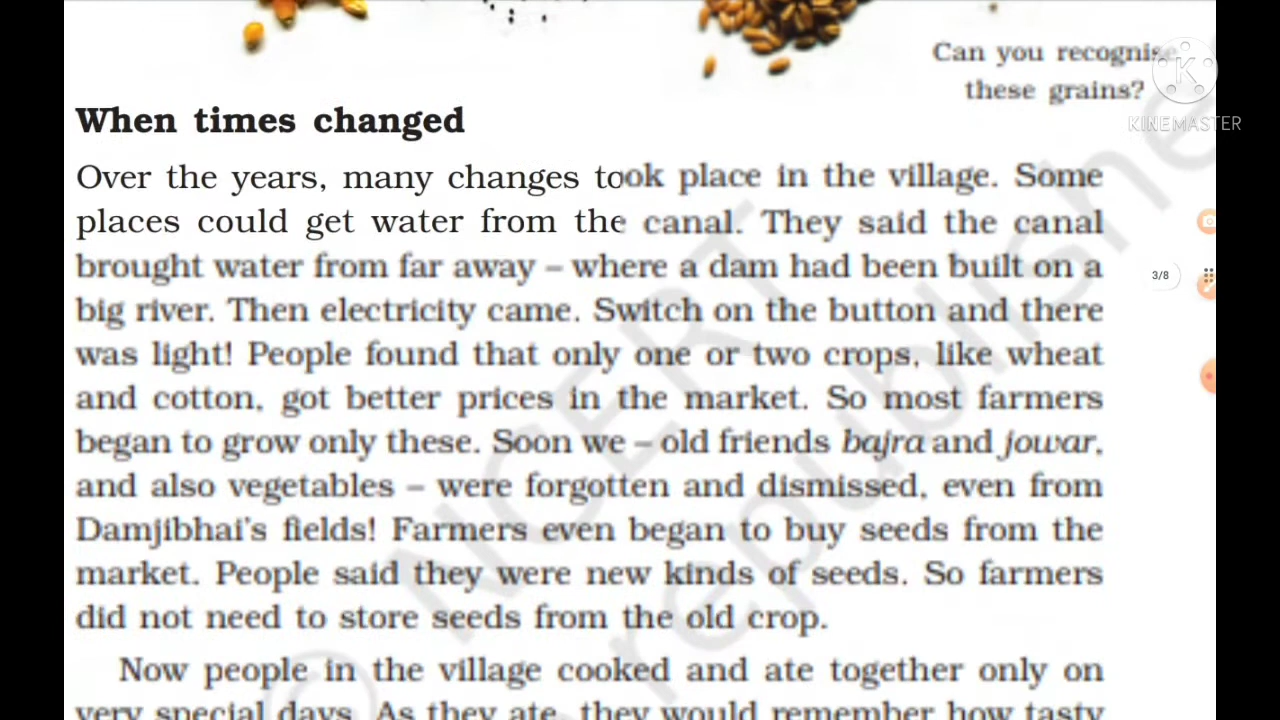 Can you recognise
these grains?
K
KINEMASTER
When times changed
Over the years, many changes took place in the village. Some
places could get water from the canal. They said the canal
brought water from far away – where a dam had been built on a
big river. Then electricity came. Switch on the button and there
was light! People found that only one or two crops, like wheat
and cotton, got better prices in the market. So most farmers
began to grow only these. Soon we – old friends bajra and jowar,
and also vegetables – were forgotten and dismissed, even from
Damjibhai's fields! Farmers even began to buy seeds from the
market. People said they were new kinds of seeds. So farmers
did not need to store seeds from the old crop.
3/8
Now people in the village cooked and ate together only on
very special days. As they ate, they would remember how tasty
© NCERT
republishe